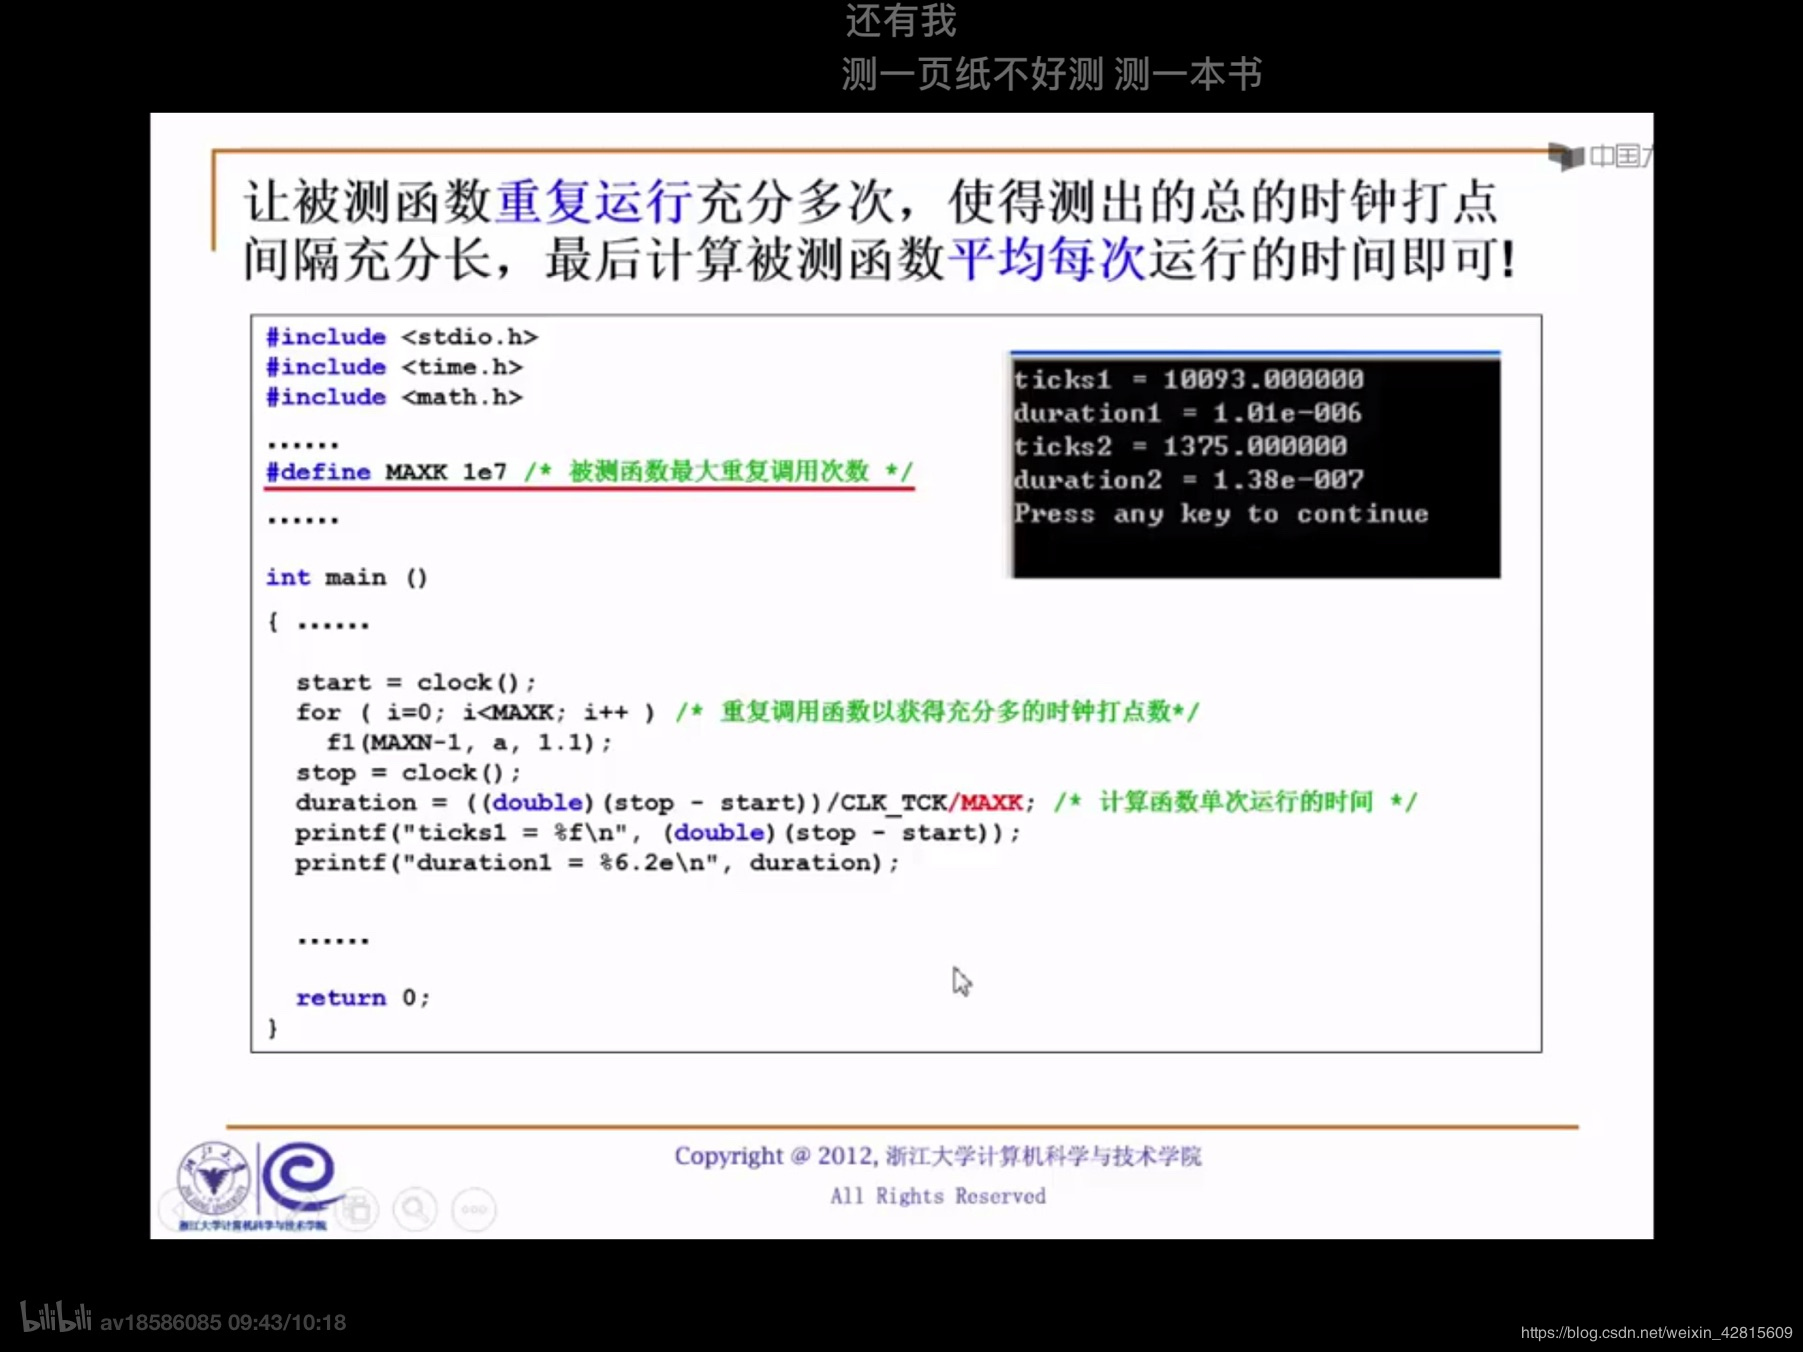 还有我
测一页纸不好测 测一本书
中国
让被测函数重复运行充分多次，使得测出的总的时钟打点
间隔充分长，最后计算被测函数平均每次运行的时间即可!
#include <stdio.h>
#include <time.h>
#include <math.h>
......
#define MAXK 1e7 /* 被测函数最大重复调用次数 */
......
int main ()
{ ......
start = clock();
for ( i=0; i<MAXK; i++ ) /* 重复调用函数以获得充分多的时钟打点数*/
f1(MAXN-1, a, 1.1);
stop = clock();
duration = ((double)(stop - start))/CLK_TCK/MAXK; /* 计算函数单次运行的时间 */
printf("ticks1 = %f\n", (double)(stop - start));
printf("duration1 = %6.2e\n", duration);
......
return 0;
}
ticks1 = 10093.000000
duration1 = 1.01e-006
ticks2 = 1375.000000
duration2 = 1.38e-007
Press any key to continue
Copyright @ 2012, 浙江大学计算机科学与技术学院
All Rights Reserved
浙江大学计算机科学与技术学院
bilibili av18586085 09:43/10:18
https://blog.csdn.net/weixin_42815609